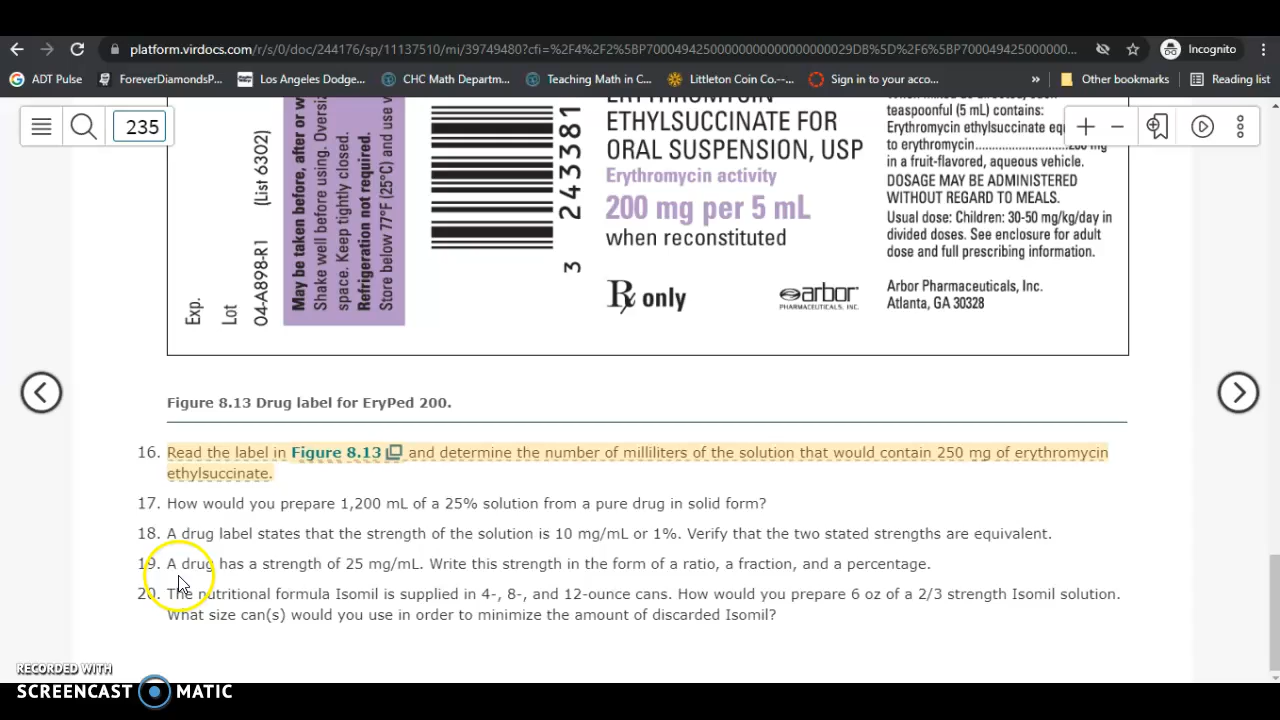 platform.virdocs.com/r/s/0/doc/244176/sp/11137510/mi/39749480?cfi=%2F4%2F2%5BP700049425000000000000000029DB%5D%2F6%5BP7000494250000...
Incognito
ADT Pulse
ForeverDiamondsP...
Los Angeles Dodge...
CHC Math Departm...
Teaching Math in C...
Littleton Coin Co.--...
Sign in to your acco...
»
Other bookmarks
Reading list
235
Exp.
Lot
04-A898-R1 (List 6302)
May be taken before, after or w
Shake well before using. Oversiz
space. Keep tightly closed.
Refrigeration not required.
Store below 77°F (25°C) and use v
3 243381
ERYTHROMYCIN
ETHYLSUCCINATE FOR
ORAL SUSPENSION, USP
Erythromycin activity
200 mg per 5 mL
when reconstituted
Rx only
arbor
PHARMACEUTICALS, INC.
teaspoonful (5 mL) contains:
Erythromycin ethylsuccinate equ
to erythromycin..............................200 mg
in a fruit-flavored, aqueous vehicle.
DOSAGE MAY BE ADMINISTERED
WITHOUT REGARD TO MEALS.
Usual dose: Children: 30-50 mg/kg/day in
divided doses. See enclosure for adult
dose and full prescribing information.
Arbor Pharmaceuticals, Inc.
Atlanta, GA 30328
Figure 8.13 Drug label for EryPed 200.
16. Read the label in Figure 8.13 and determine the number of milliliters of the solution that would contain 250 mg of erythromycin
ethylsuccinate.
17. How would you prepare 1,200 mL of a 25% solution from a pure drug in solid form?
18. A drug label states that the strength of the solution is 10 mg/mL or 1%. Verify that the two stated strengths are equivalent.
19. A drug has a strength of 25 mg/mL. Write this strength in the form of a ratio, a fraction, and a percentage.
20. The nutritional formula Isomil is supplied in 4-, 8-, and 12-ounce cans. How would you prepare 6 oz of a 2/3 strength Isomil solution.
What size can(s) would you use in order to minimize the amount of discarded Isomil?
RECORDED WITH
SCREENCAST MATIC